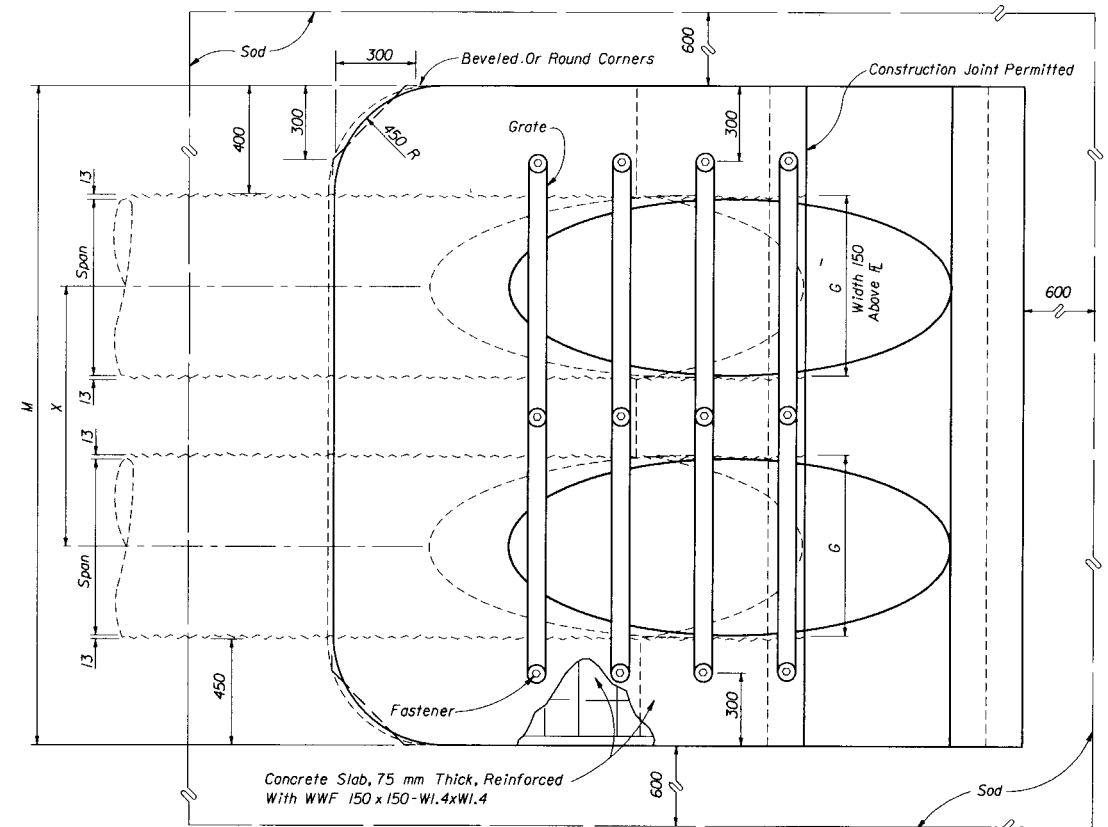 Sod
600
300
Beveled Or Round Corners
Construction Joint Permitted
400
300
450 R
Grate
300
13
Span
G
Width 150
Above FL
600
M
X
13
13
Span
G
13
450
Fastener
300
Concrete Slab, 75 mm Thick, Reinforced
With WWF 150 x 150-W1.4xW1.4
600
Sod